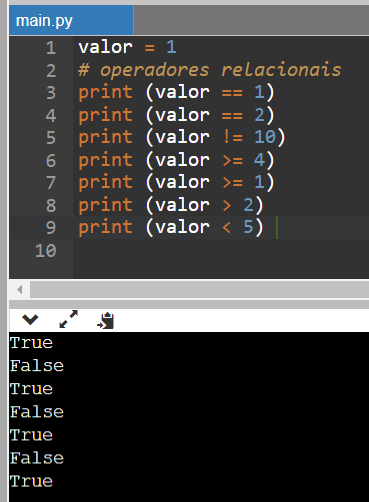 main.py
1 valor = 1
2 # operadores relacionais
3 print (valor == 1)
4 print (valor == 2)
5 print (valor != 10)
6 print (valor >= 4)
7 print (valor >= 1)
8 print (valor > 2)
9 print (valor < 5)
10
True
False
True
False
True
False
True